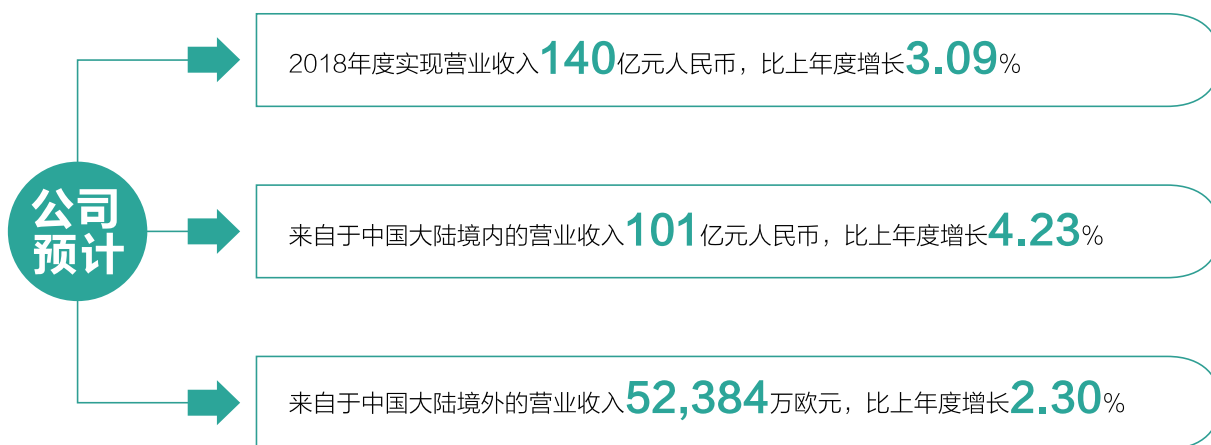 2018年度实现营业收入140亿元人民币，比上年度增长3.09%
公司
预计
来自于中国大陆境内的营业收入101亿元人民币，比上年度增长4.23%
来自于中国大陆境外的营业收入52,384万欧元，比上年度增长2.30%